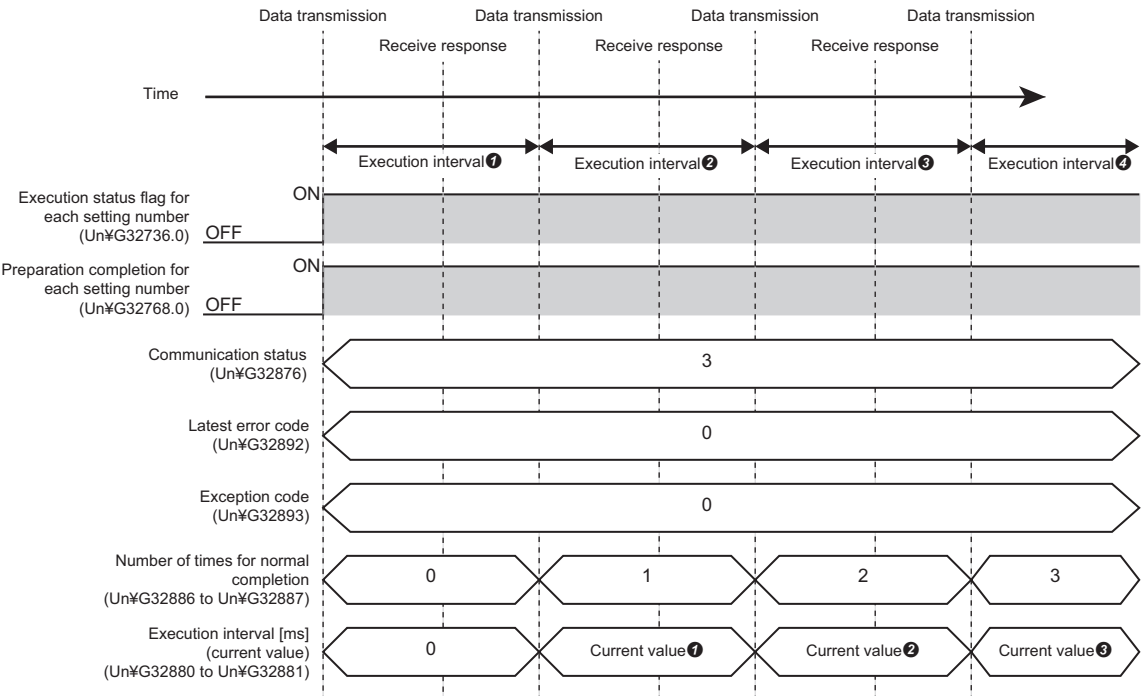 Data transmission Data transmission Data transmission Data transmission
Receive response Receive response Receive response
Time
Execution interval❶ Execution interval❷ Execution interval❸ Execution interval❹
Execution status flag for
each setting number
(Un¥G32736.0)
ON
OFF
Preparation completion for
each setting number
(Un¥G32768.0)
ON
OFF
Communication status
(Un¥G32876)
3
Latest error code
(Un¥G32892)
0
Exception code
(Un¥G32893)
0
Number of times for normal
completion
(Un¥G32886 to Un¥G32887)
0 1 2 3
Execution interval [ms]
(current value)
(Un¥G32880 to Un¥G32881)
0 Current value❶ Current value❷ Current value❸